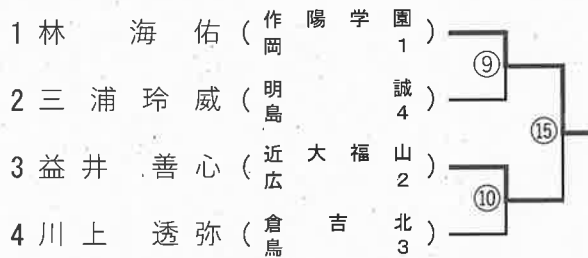 1 林 海 佑 ( 作陽学園 岡 1 )
⑨
2 三 浦 玲 威 ( 明誠 島 4 )
⑮
3 益 井 善 心 ( 近大福山 広 2 )
⑩
4 川 上 透 弥 ( 倉吉北 鳥 3 )